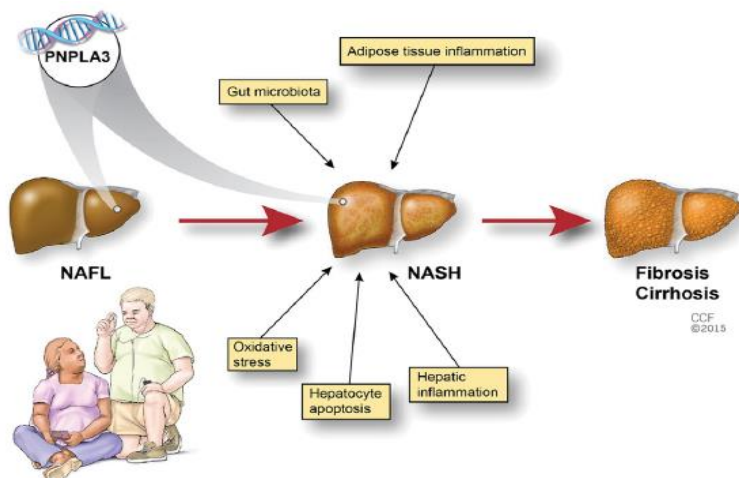 PNPLA3
Adipose tissue inflammation
Gut microbiota
NAFL
NASH
Fibrosis
Cirrhosis
CCF
©2015
Oxidative
stress
Hepatocyte
apoptosis
Hepatic
inflammation